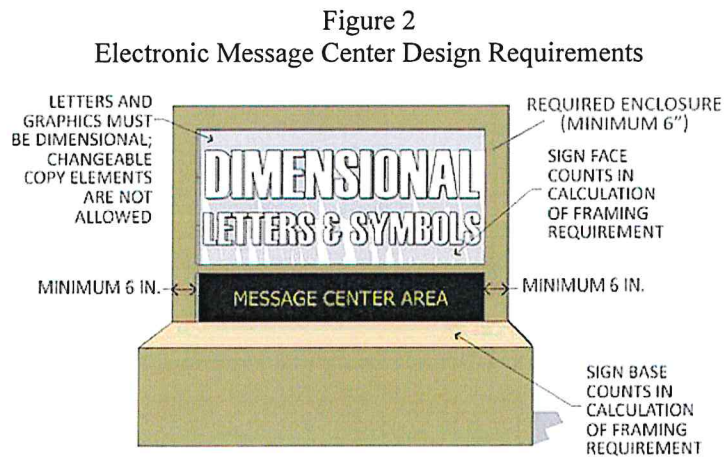 Figure 2
Electronic Message Center Design Requirements
LETTERS AND
GRAPHICS MUST
BE DIMENSIONAL;
CHANGEABLE
COPY ELEMENTS
ARE NOT
ALLOWED
REQUIRED ENCLOSURE
(MINIMUM 6")
SIGN FACE
COUNTS IN
CALCULATION
OF FRAMING
REQUIREMENT
DIMENSIONAL
LETTERS & SYMBOLS
MINIMUM 6 IN.
MESSAGE CENTER AREA
MINIMUM 6 IN.
SIGN BASE
COUNTS IN
CALCULATION
OF FRAMING
REQUIREMENT